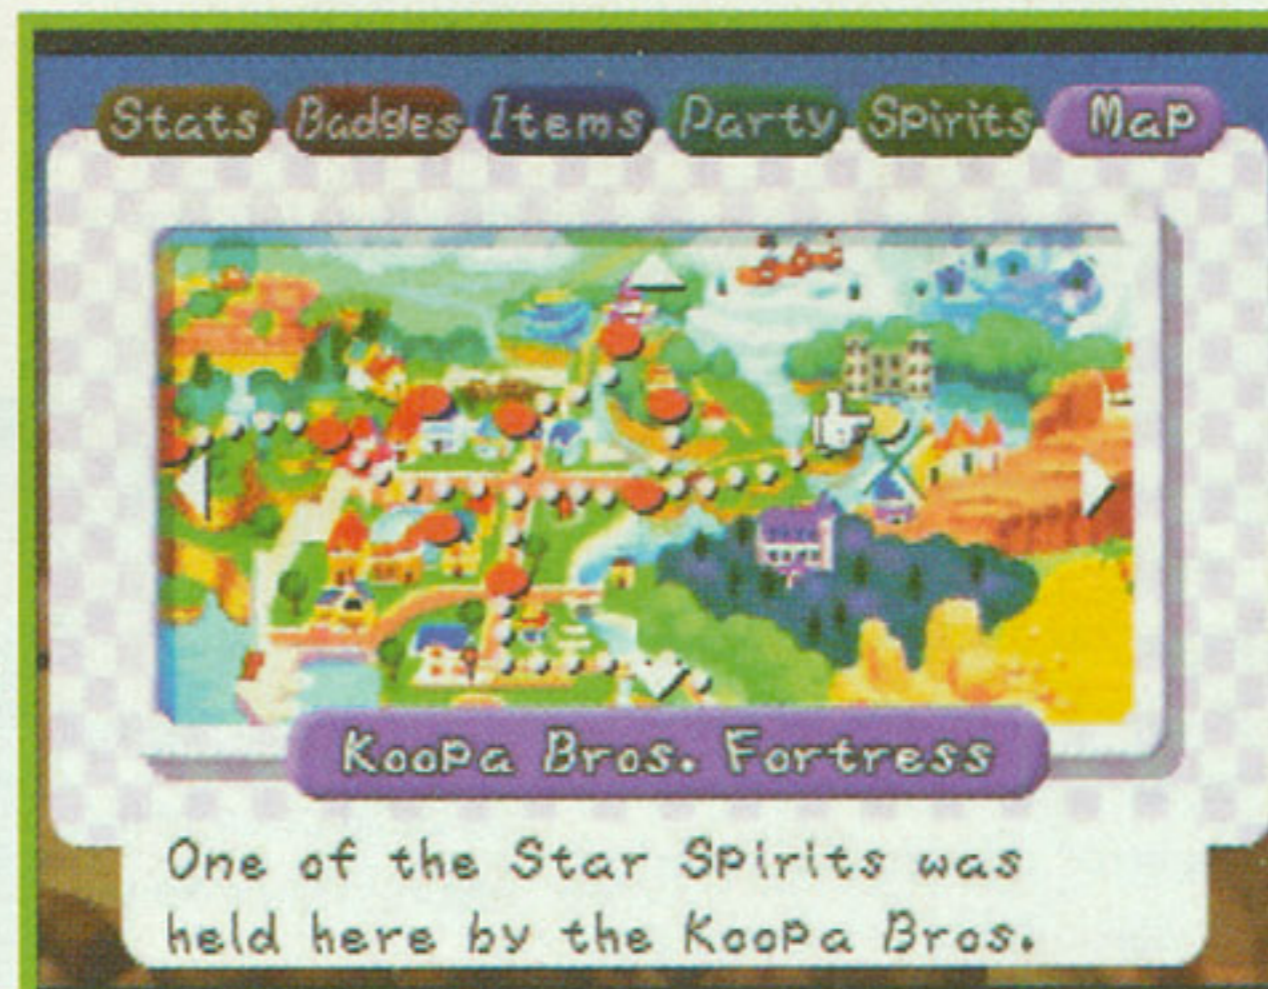 Stats Badges Items Party Spirits Map
Koopa Bros. Fortress
One of the Star Spirits was
held here by the Koopa Bros.